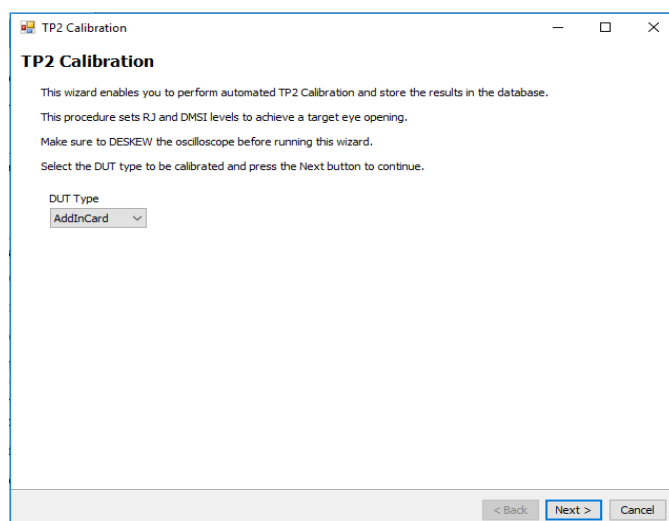 TP2 Calibration
TP2 Calibration
This wizard enables you to perform automated TP2 Calibration and store the results in the database.
This procedure sets RJ and DMSI levels to achieve a target eye opening.
Make sure to DESKEW the oscilloscope before running this wizard.
Select the DUT type to be calibrated and press the Next button to continue.
DUT Type
AddInCard
< Back Next > Cancel